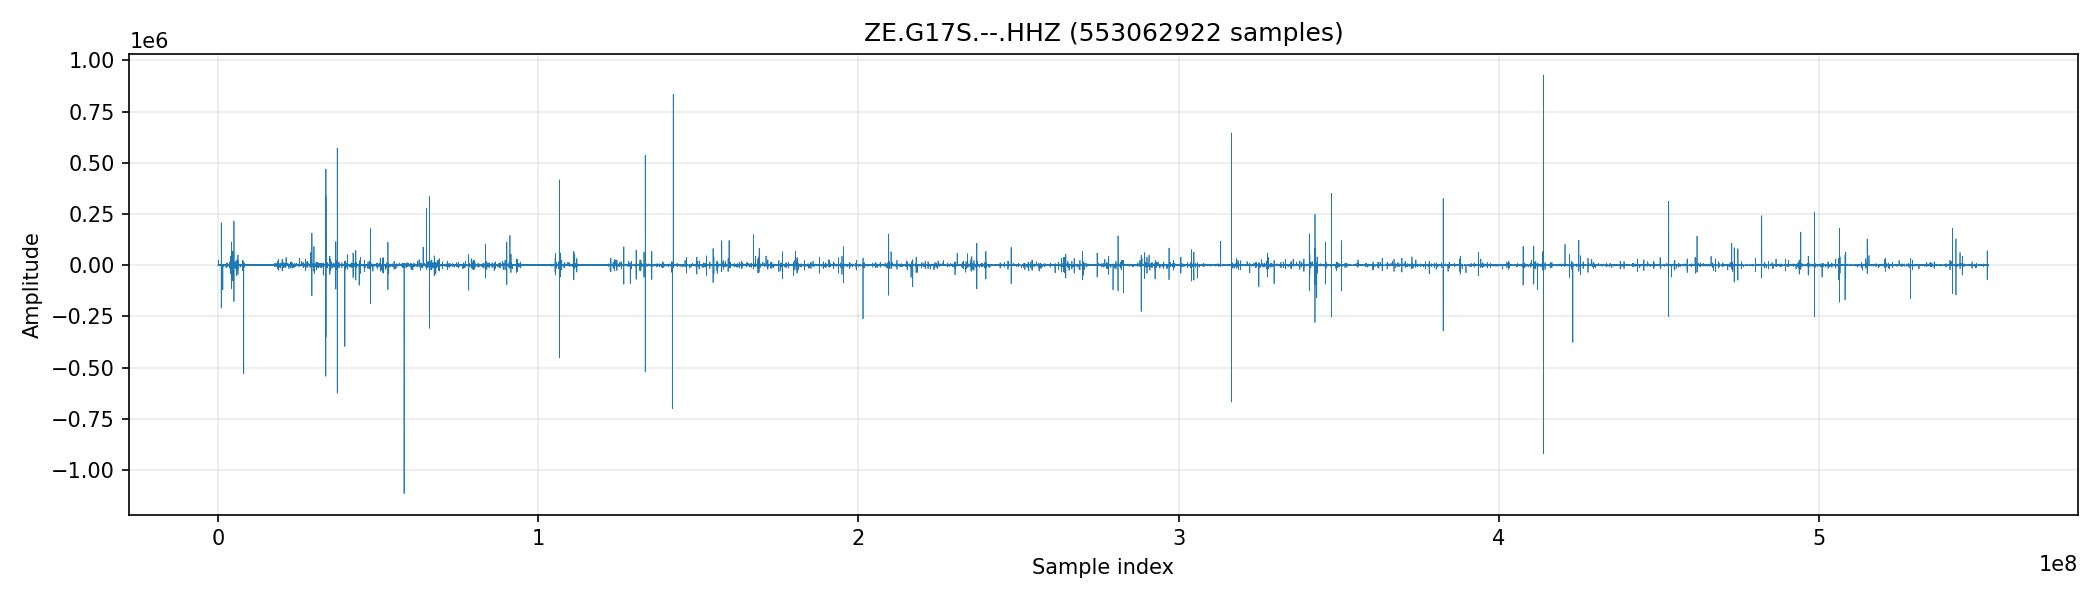 ZE.G17S.--.HHZ (553062922 samples)
1e6
1.00
0.75
0.50
0.25
0.00
−0.25
−0.50
−0.75
−1.00
Amplitude
0 1 2 3 4 5
Sample index
1e8